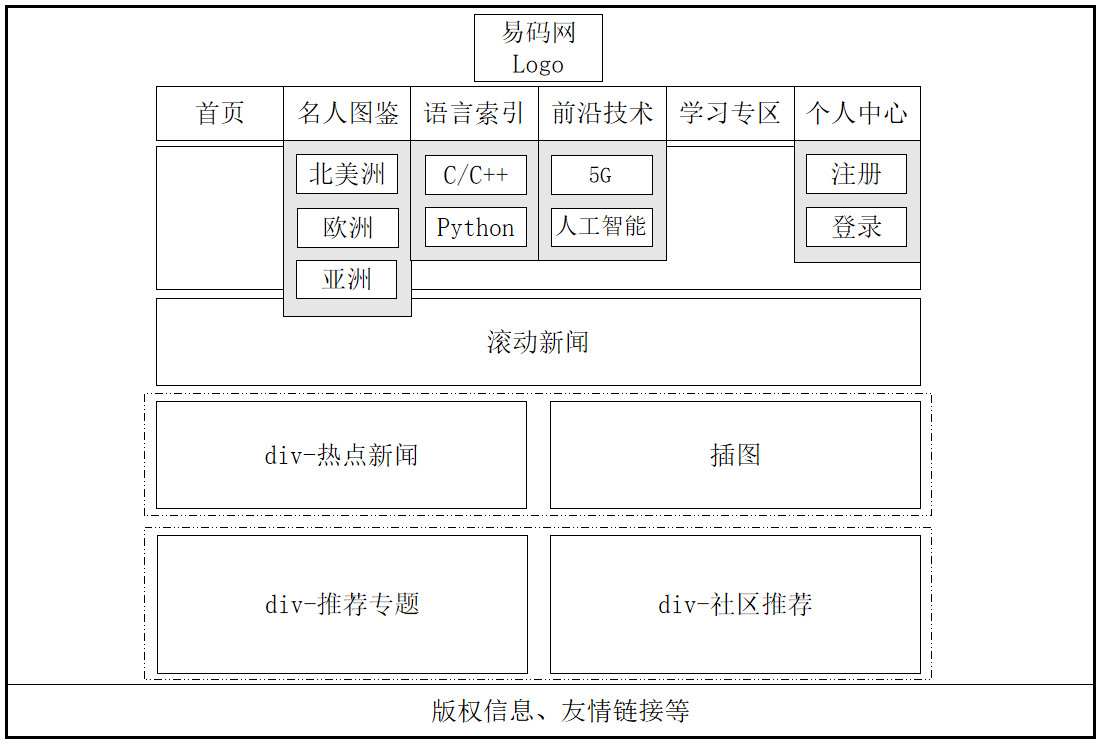 易码网
Logo
首页 名人图鉴 语言索引 前沿技术 学习专区 个人中心
北美洲 C/C++ 5G 注册
欧洲 Python 人工智能 登录
亚洲
滚动新闻
div-热点新闻 插图
div-推荐专题 div-社区推荐
版权信息、友情链接等